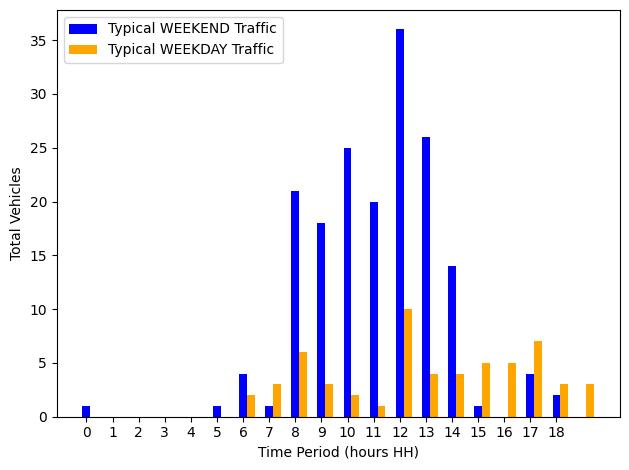 Typical WEEKEND Traffic
Typical WEEKDAY Traffic
35
30
25
20
15
10
5
0
Total Vehicles
0 1 2 3 4 5 6 7 8 9 10 11 12 13 14 15 16 17 18
Time Period (hours HH)